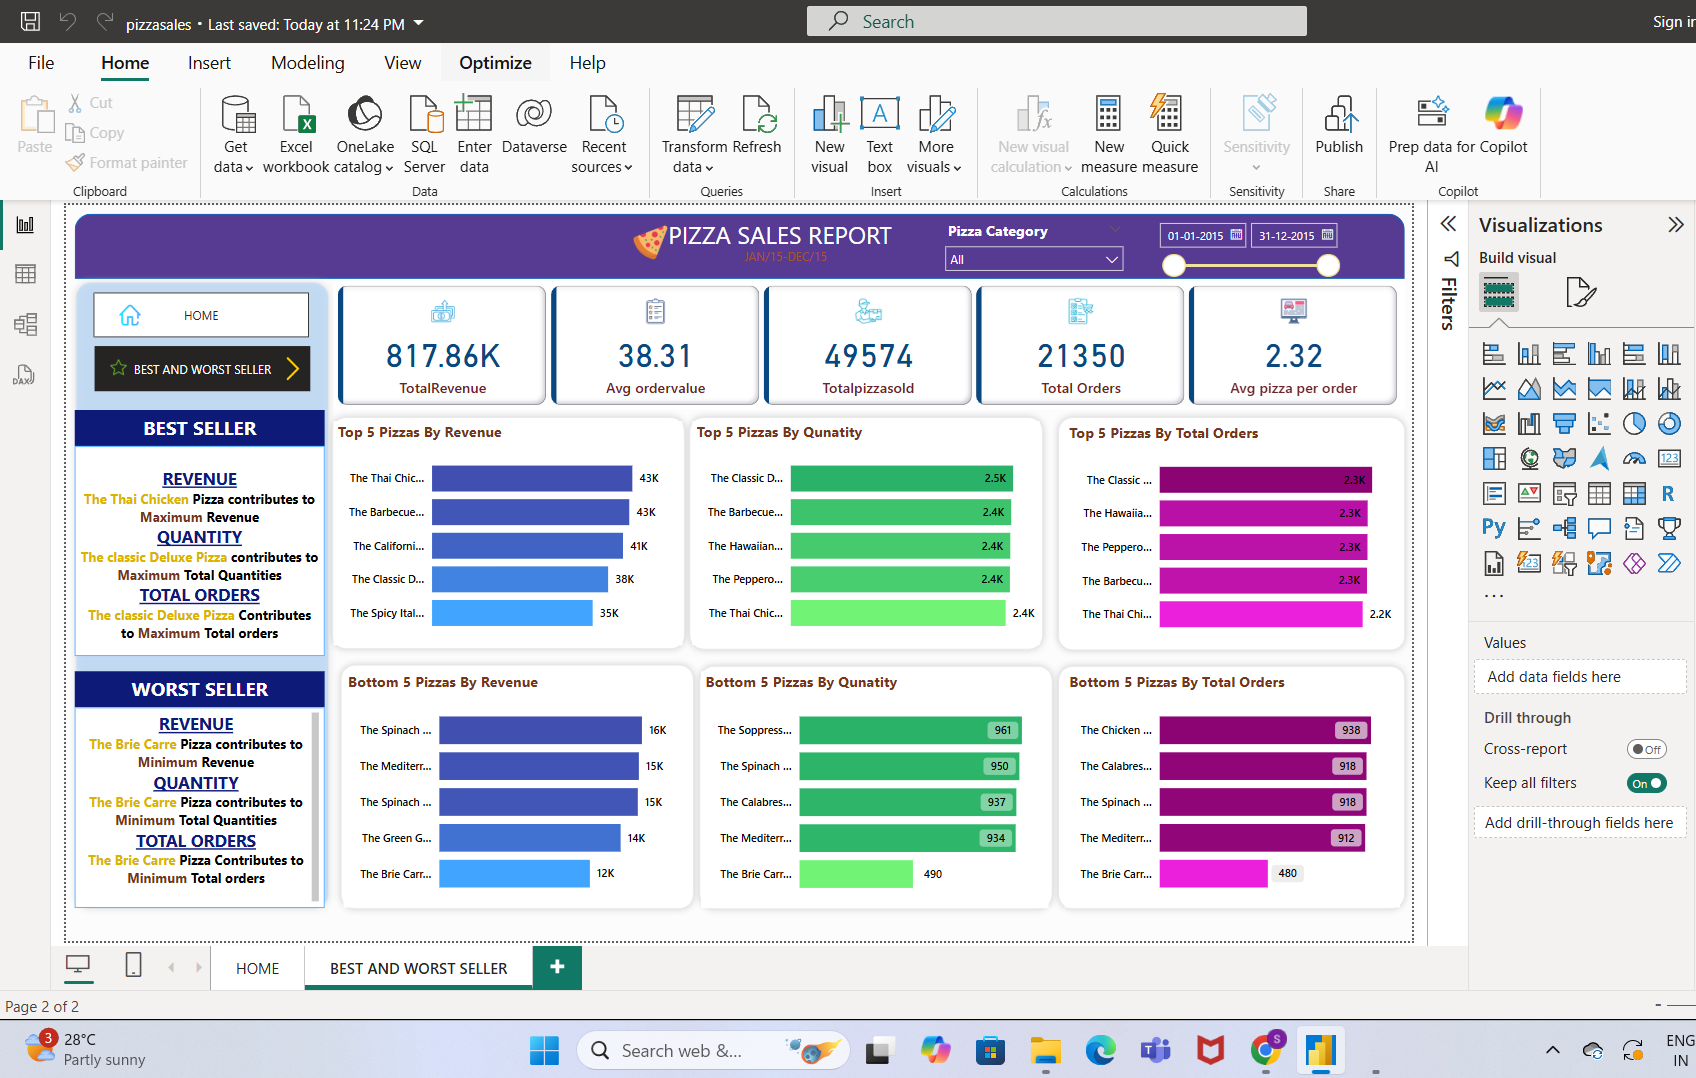 pizzasales • Last saved: Today at 11:24 PM
Search
Sign in
File
Home
Insert
Modeling
View
Optimize
Help
Paste
Cut
Copy
Format painter
Clipboard
Get data
Excel workbook
OneLake catalog
SQL Server
Enter data
Dataverse
Recent sources
Data
Transform data
Refresh
Queries
New visual
A
Text box
More visuals
Insert
New visual calculation
New measure
Quick measure
Calculations
Sensitivity
Sensitivity
Publish
Share
Prep data for AI
Copilot
Copilot
DAX
PIZZA SALES REPORT
JAN/15-DEC/15
Pizza Category
All
01-01-2015
31-12-2015
HOME
BEST AND WORST SELLER
817.86K
TotalRevenue
38.31
Avg ordervalue
49574
Totalpizzasold
21350
Total Orders
2.32
Avg pizza per order
BEST SELLER
REVENUE
The Thai Chicken Pizza contributes to
Maximum Revenue
QUANTITY
The classic Deluxe Pizza contributes to
Maximum Total Quantities
TOTAL ORDERS
The classic Deluxe Pizza Contributes
to Maximum Total orders
WORST SELLER
REVENUE
The Brie Carre Pizza contributes to
Minimum Revenue
QUANTITY
The Brie Carre Pizza contributes to
Minimum Total Quantities
TOTAL ORDERS
The Brie Carre Pizza Contributes to
Minimum Total orders
Top 5 Pizzas By Revenue
The Thai Chic... 43K
The Barbecue... 43K
The Californi... 41K
The Classic D... 38K
The Spicy Ital... 35K
Top 5 Pizzas By Qunatity
The Classic D... 2.5K
The Barbecue... 2.4K
The Hawaiian... 2.4K
The Peppero... 2.4K
The Thai Chic... 2.4K
Top 5 Pizzas By Total Orders
The Classic ... 2.3K
The Hawaiia... 2.3K
The Peppero... 2.3K
The Barbecu... 2.3K
The Thai Chi... 2.2K
Bottom 5 Pizzas By Revenue
The Spinach ... 16K
The Mediterr... 15K
The Spinach ... 15K
The Green G... 14K
The Brie Carr... 12K
Bottom 5 Pizzas By Qunatity
The Soppress... 961
The Spinach ... 950
The Calabres... 937
The Mediterr... 934
The Brie Carr... 490
Bottom 5 Pizzas By Total Orders
The Chicken ... 938
The Calabres... 918
The Spinach ... 918
The Mediterr... 912
The Brie Carr... 480
Filters
Visualizations
Build visual
123
R
Py
123
...
Values
Add data fields here
Drill through
Cross-report
Off
Keep all filters
On
Add drill-through fields here
HOME
BEST AND WORST SELLER
+
Page 2 of 2
-
3
28°C
Partly sunny
Search web &...
S
ENG
IN